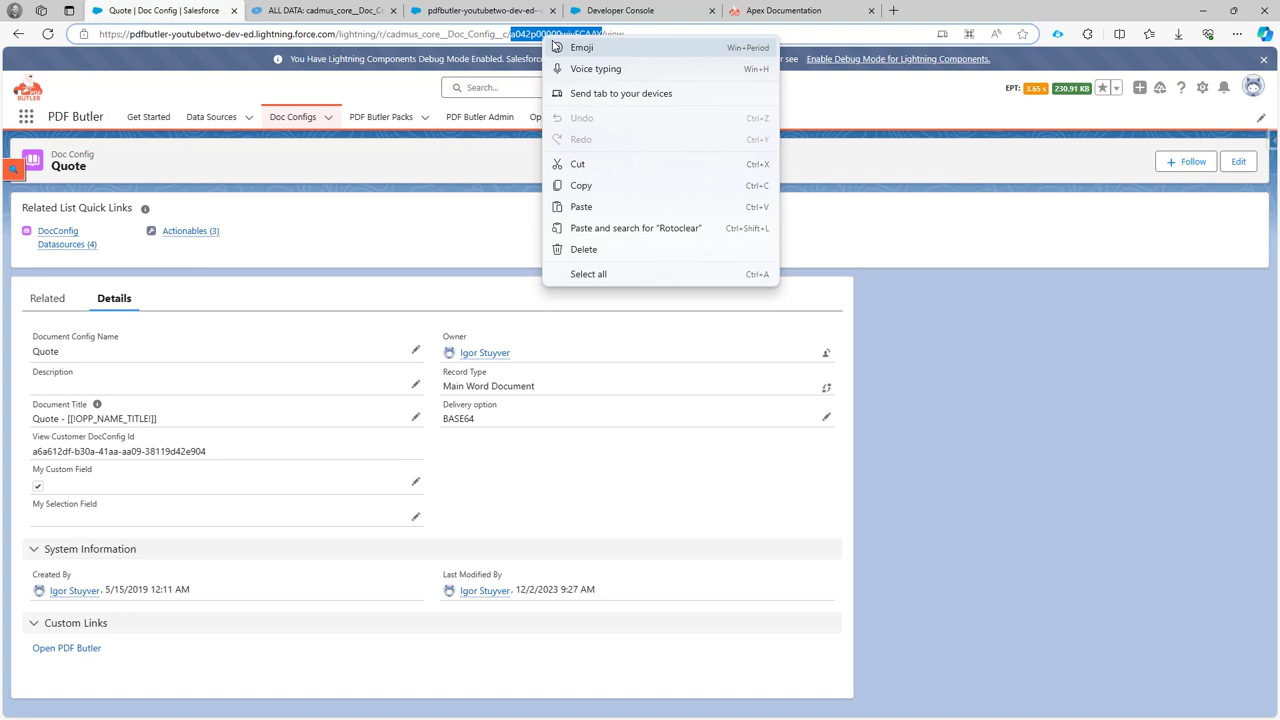 Quote | Doc Config | Salesforce
ALL DATA: cadmus_core__Doc_C
pdfbutler-youtubetwo-dev-ed--
Developer Console
Apex Documentation
https://pdfbutler-youtubetwo-dev-ed.lightning.force.com/lightning/r/cadmus_core__Doc_Config__c/
/view
You Have Lightning Components Debug Mode Enabled. Salesforce
see Enable Debug Mode for Lightning Components.
Search...
EPT: 3.65 s 230.91 KB
PDF Butler
Get Started
Data Sources
Doc Configs
PDF Butler Packs
PDF Butler Admin
Op
Doc Config
Quote
Follow
Edit
Related List Quick Links
DocConfig
Datasources (4)
Actionables (3)
Emoji Win+Period
Voice typing Win+H
Send tab to your devices
Undo Ctrl+Z
Redo Ctrl+Y
Cut Ctrl+X
Copy Ctrl+C
Paste Ctrl+V
Paste and search for "Rotoclear" Ctrl+Shift+L
Delete
Select all Ctrl+A
Related
Details
Document Config Name
Quote
Owner
Igor Stuyver
Description
Record Type
Main Word Document
Document Title
Quote - [[!OPP_NAME_TITLE!]]
Delivery option
BASE64
View Customer DocConfig Id
a6a612df-b30a-41aa-aa09-38119d42e904
My Custom Field
My Selection Field
System Information
Created By
Igor Stuyver, 5/15/2019 12:11 AM
Last Modified By
Igor Stuyver, 12/2/2023 9:27 AM
Custom Links
Open PDF Butler